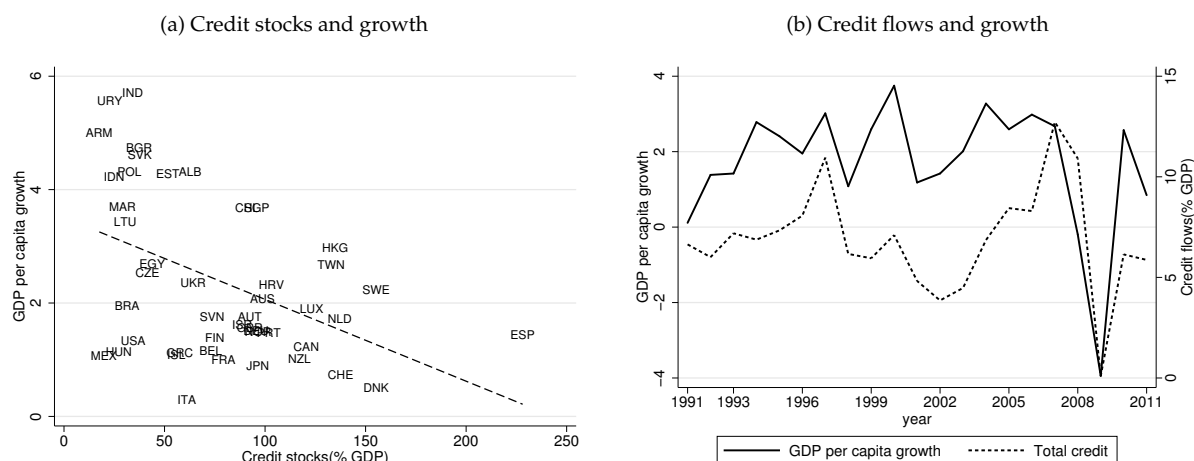 (a) Credit stocks and growth
GDP per capita growth
6
4
2
0
URY
IND
ARM
BGR
SVK
IDN
POL
EST
ALB
MAR
LTU
SGP
HKG
TWN
EGY
CZE
UKR
HRV
SWE
AUS
BRA
LUX
SVN
AUT
NLD
ESP
USA
FIN
CAN
MEX
HUN
GRC
ISL
BEL
FRA
JPN
NZL
CHE
DNK
ITA
0 50 100 150 200 250
Credit stocks(% GDP)
(b) Credit flows and growth
GDP per capita growth
4
2
0
−2
−4
Credit flows(% GDP)
15
10
5
0
1991 1993 1996 1999 2002 2005 2008 2011
year
GDP per capita growth Total credit